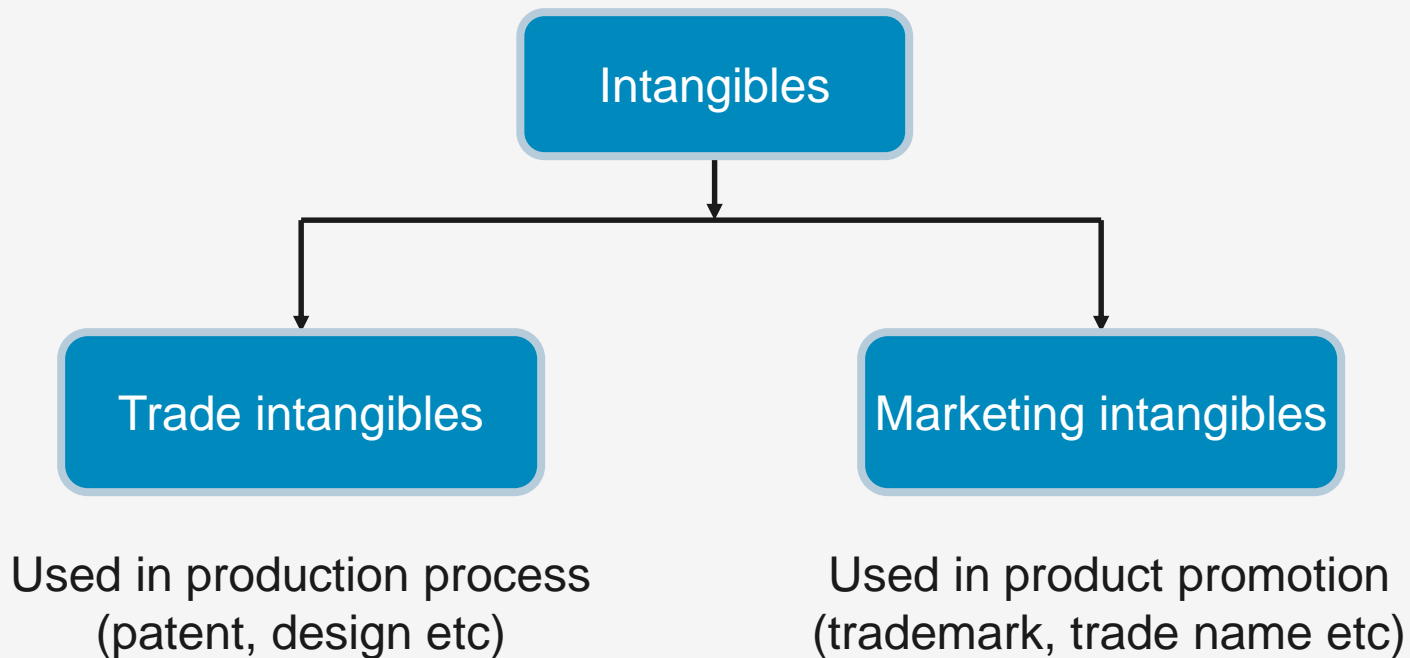 Intangibles
Trade intangibles
Marketing intangibles
Used in production process
(patent, design etc)
Used in product promotion
(trademark, trade name etc)